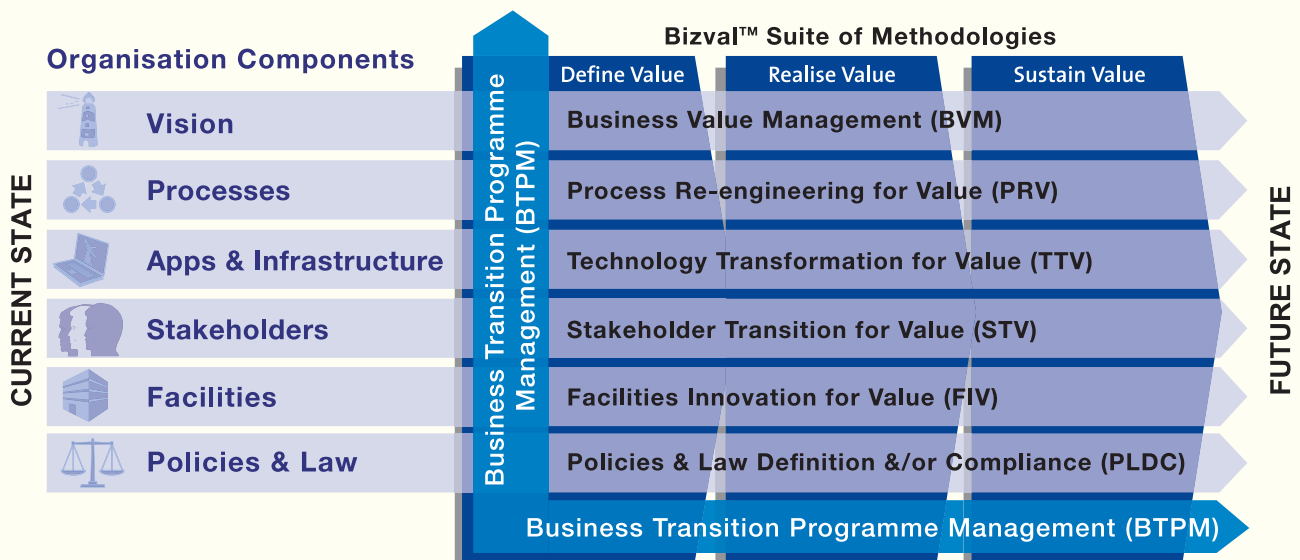 Bizval™ Suite of Methodologies
Organisation Components
Define Value
Realise Value
Sustain Value
CURRENT STATE
Vision
Business Value Management (BVM)
Processes
Process Re-engineering for Value (PRV)
Apps & Infrastructure
Technology Transformation for Value (TTV)
Stakeholders
Stakeholder Transition for Value (STV)
Facilities
Facilities Innovation for Value (FIV)
Policies & Law
Policies & Law Definition &/or Compliance (PLDC)
Business Transition Programme
Management (BTPM)
Business Transition Programme Management (BTPM)
FUTURE STATE